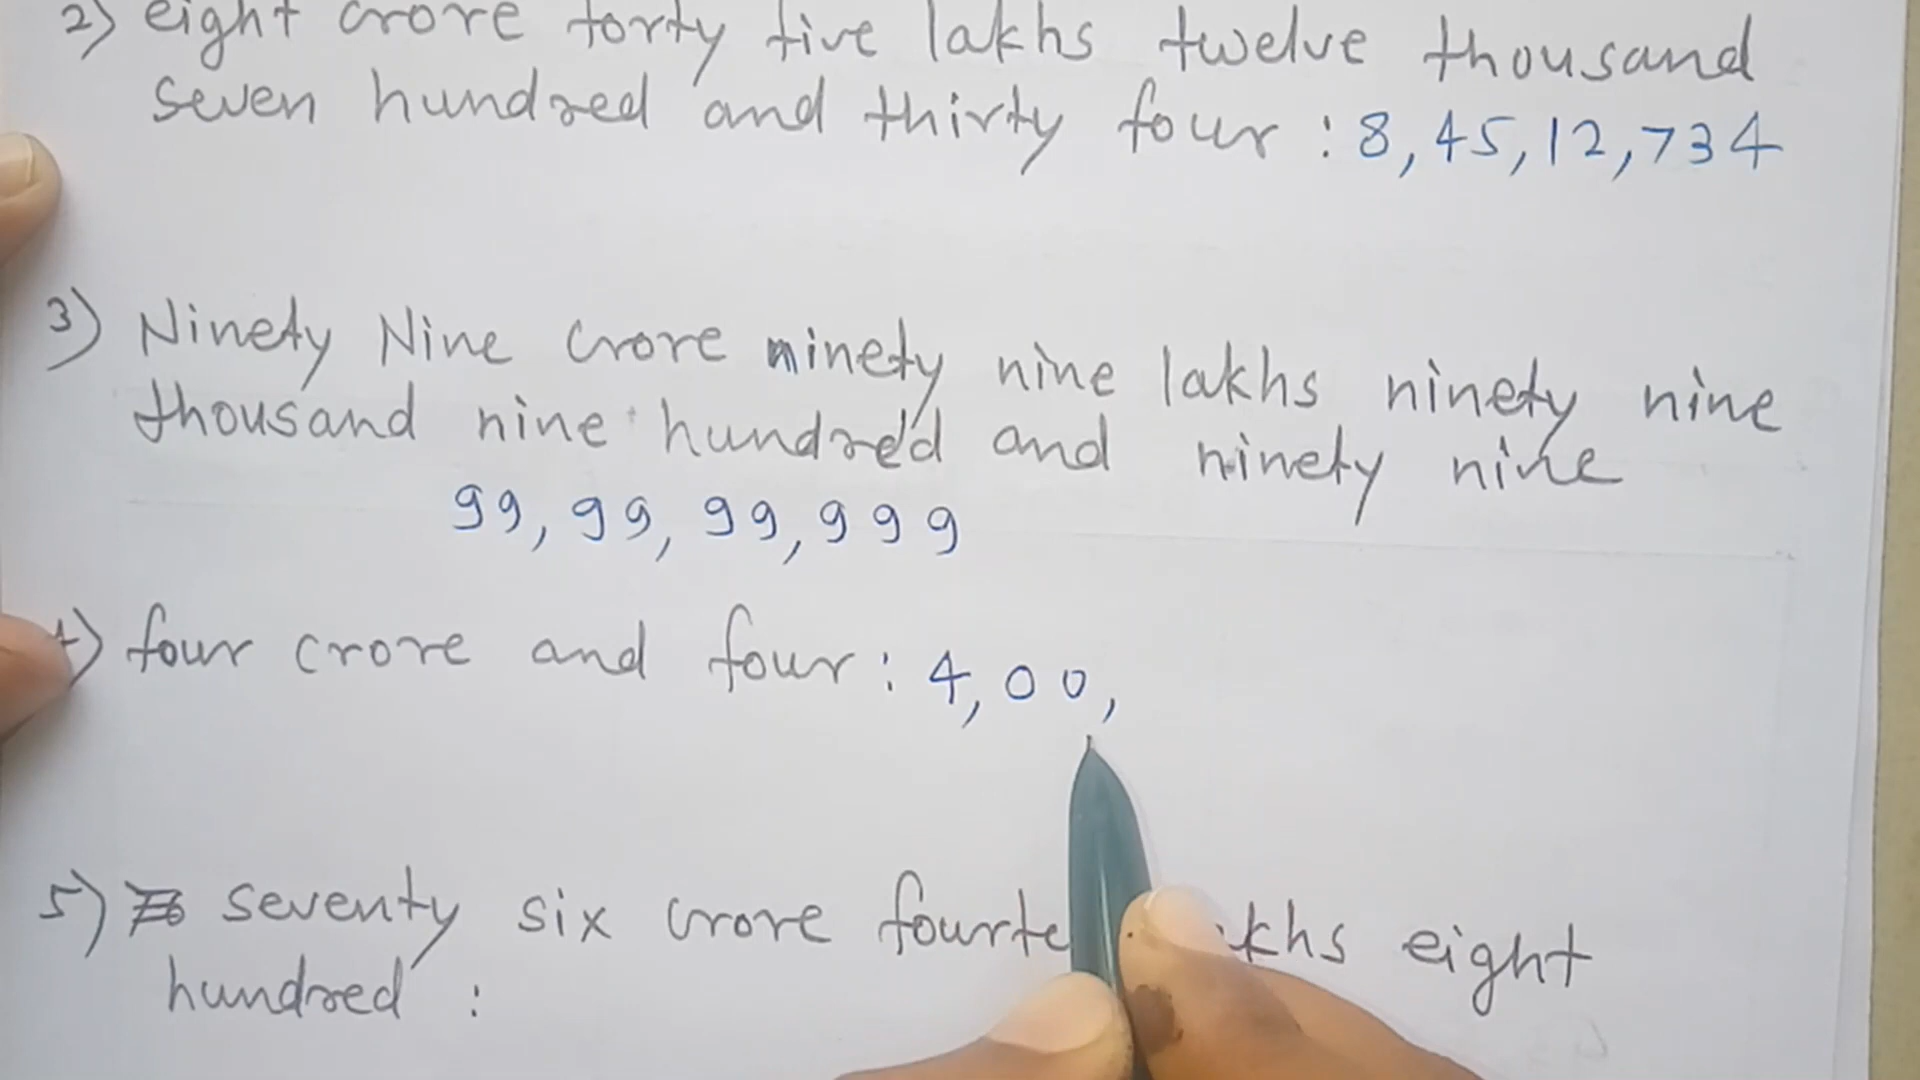 2) eight crore forty five lakhs twelve thousand
seven hundred and thirty four : 8,45,12,734
3) Ninety Nine crore ninety nine lakhs ninety nine
thousand nine hundred and ninety nine
99,99,99,999
4) four crore and four : 4,00,
5) seventy six crore eight
hundred :